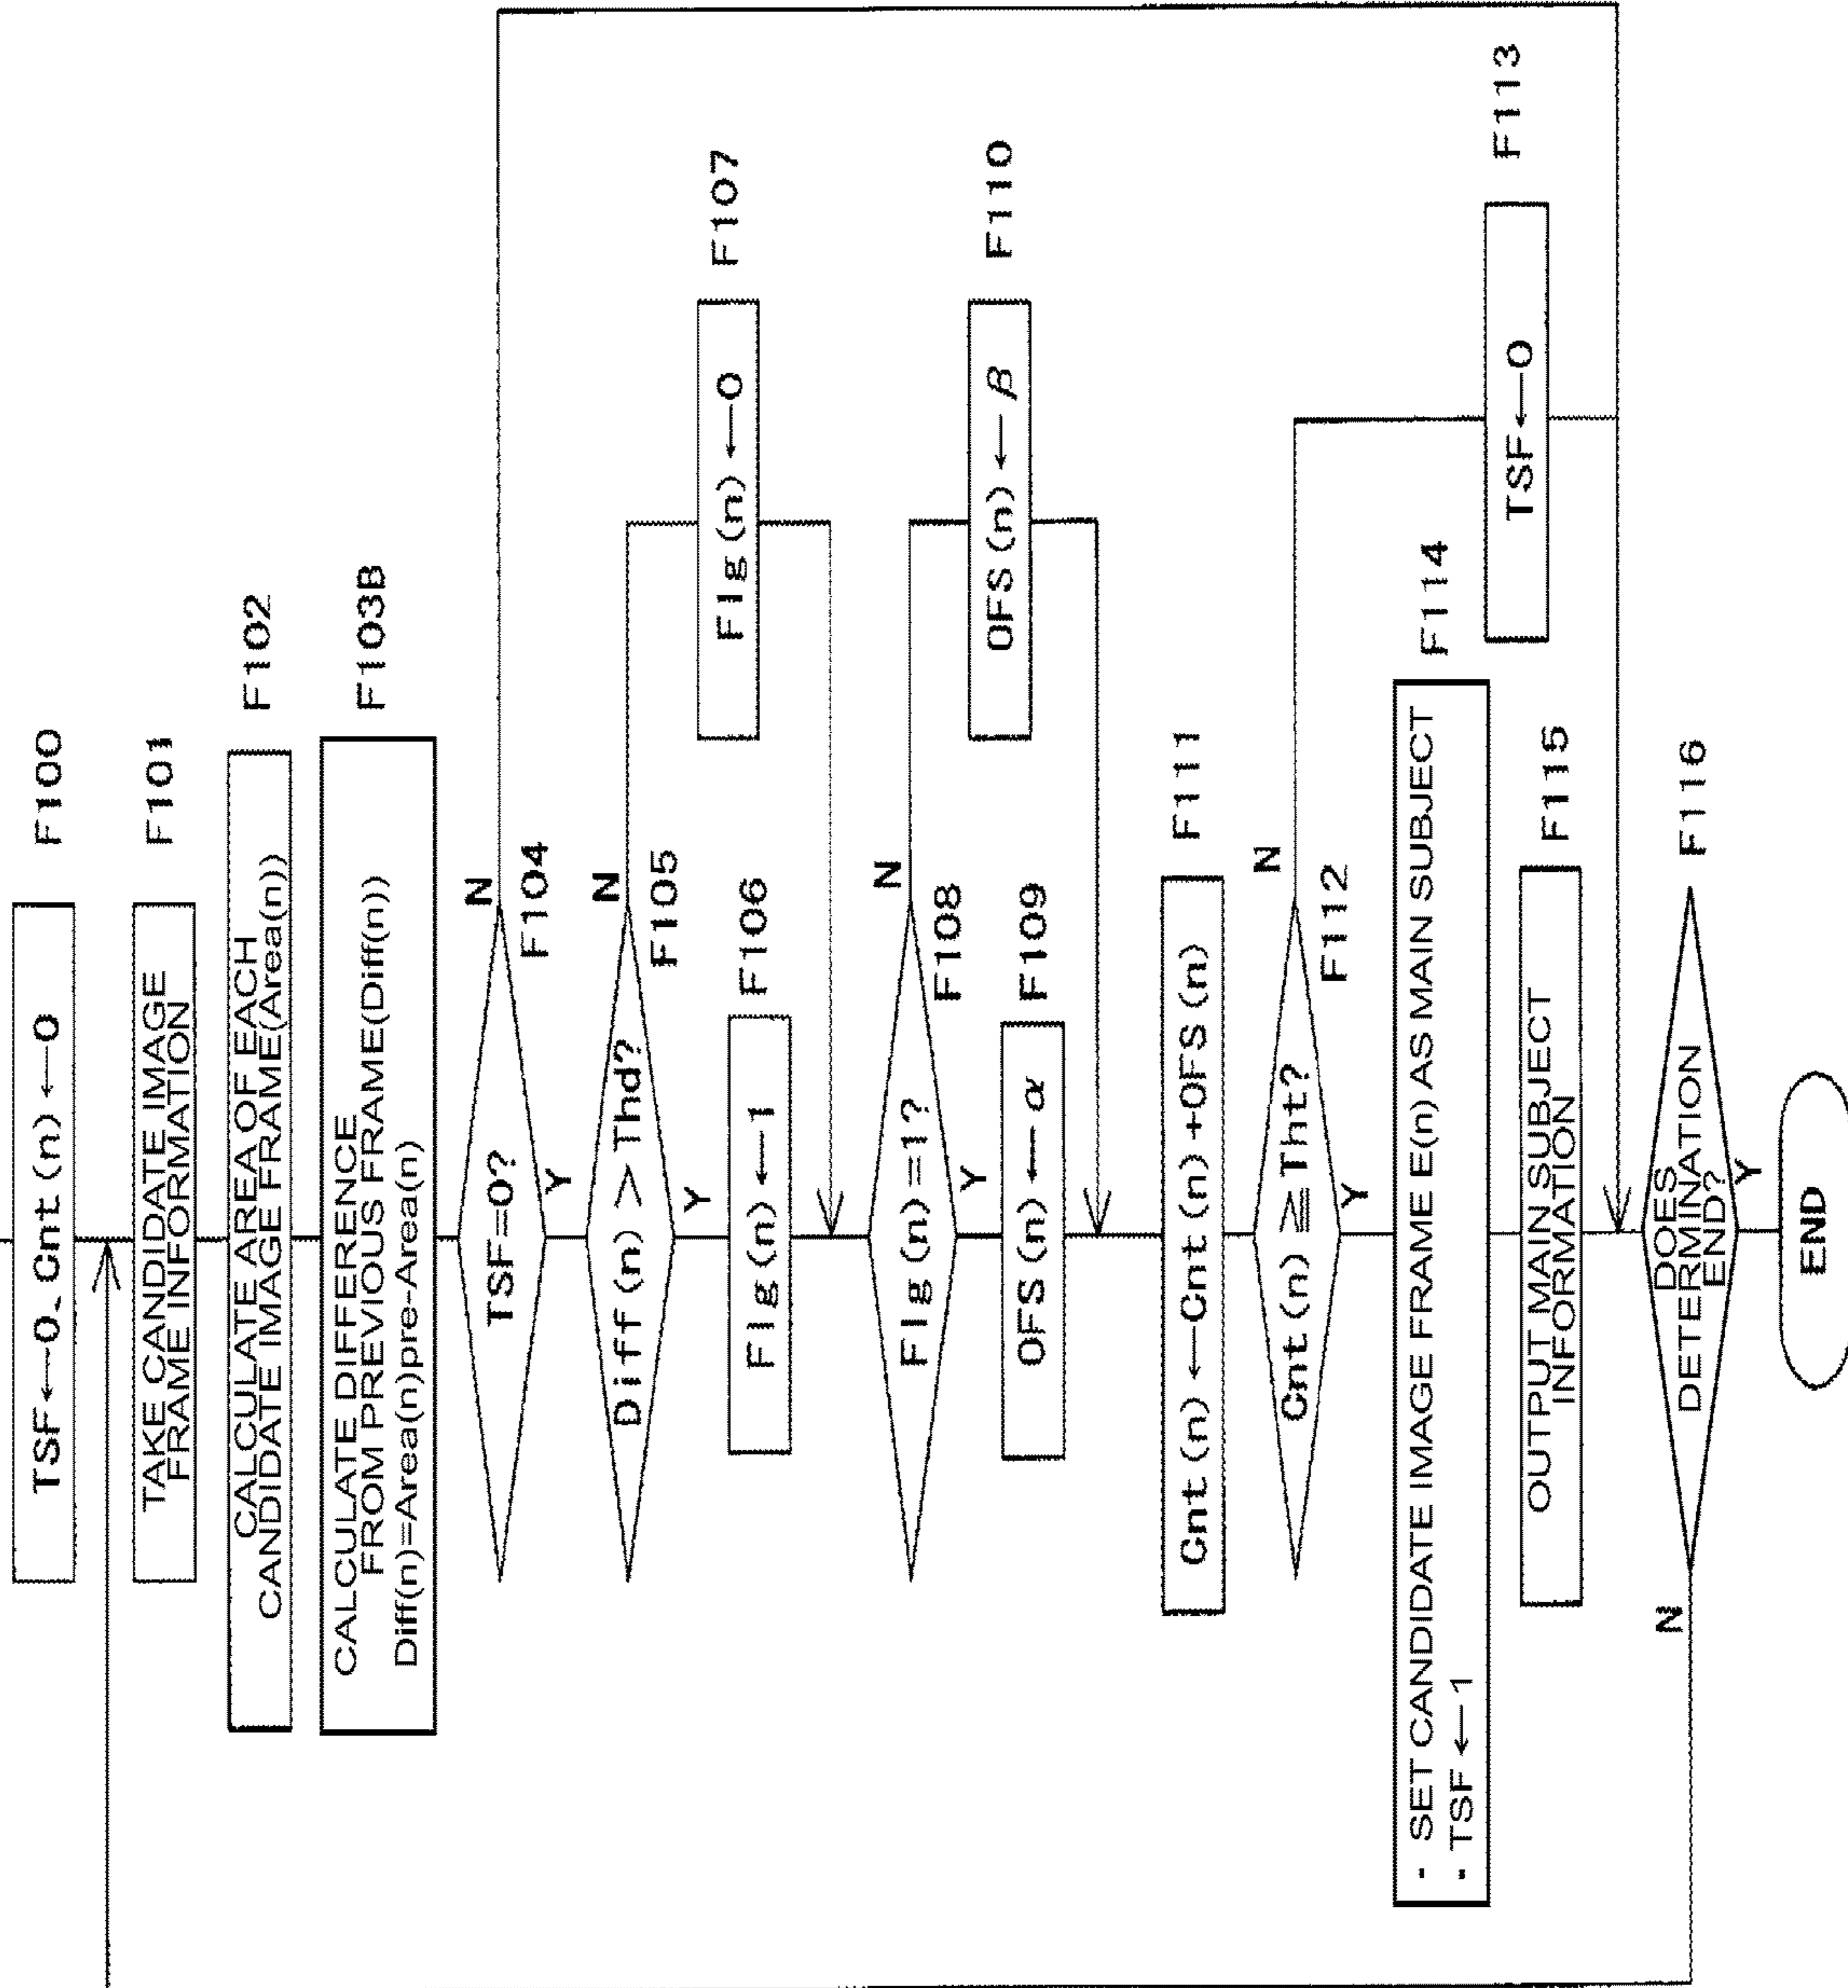 TSF←0、Cnt(n)←0
F100
TAKE CANDIDATE IMAGE
FRAME INFORMATION
F101
CALCULATE AREA OF EACH
CANDIDATE IMAGE FRAME(Area(n))
F102
CALCULATE DIFFERENCE
FROM PREVIOUS FRAME(Diff(n))
Diff(n)=Area(n)pre-Area(n)
F103B
TSF=0?
N
F104
Y
Diff(n)>Thd?
N
F105
Y
Flg(n)←1
F106
Flg(n)←0
F107
Flg(n)=1?
N
F108
Y
OFS(n)←α
F109
OFS(n)←β
F110
Cnt(n)←Cnt(n)+OFS(n)
F111
Cnt(n)≧Tht?
N
F112
Y
TSF←0
F113
· SET CANDIDATE IMAGE FRAME E(n) AS MAIN SUBJECT
· TSF←1
F114
OUTPUT MAIN SUBJECT
INFORMATION
F115
DOES
DETERMINATION
END?
F116
N
Y
END